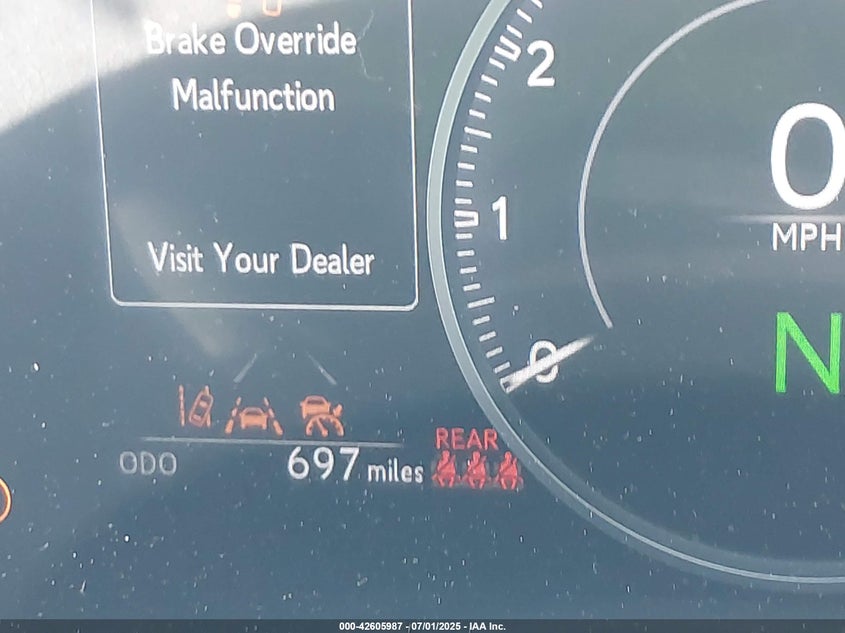 Brake Override
Malfunction
Visit Your Dealer
2
1
0
0
MPH
N
REAR
ODO 697 miles
000-42605987 - 07/01/2025 - IAA Inc.